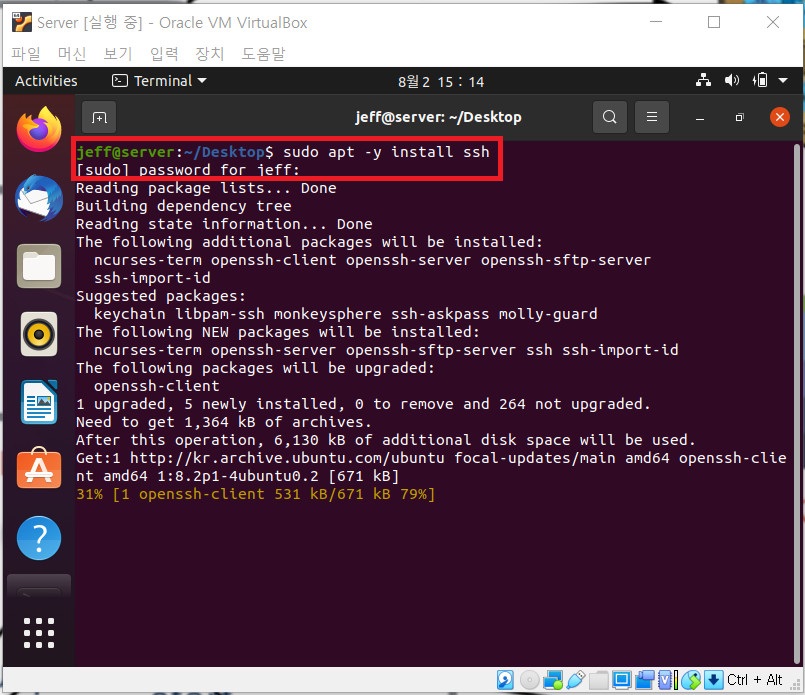 Server [실행 중] - Oracle VM VirtualBox
파일 머신 보기 입력 장치 도움말
Activities Terminal 8월 2 15 : 14
jeff@server: ~/Desktop
jeff@server:~/Desktop$ sudo apt -y install ssh
[sudo] password for jeff:
Reading package lists... Done
Building dependency tree
Reading state information... Done
The following additional packages will be installed:
ncurses-term openssh-client openssh-server openssh-sftp-server
ssh-import-id
Suggested packages:
keychain libpam-ssh monkeysphere ssh-askpass molly-guard
The following NEW packages will be installed:
ncurses-term openssh-server openssh-sftp-server ssh ssh-import-id
The following packages will be upgraded:
openssh-client
1 upgraded, 5 newly installed, 0 to remove and 264 not upgraded.
Need to get 1,364 kB of archives.
After this operation, 6,130 kB of additional disk space will be used.
Get:1 http://kr.archive.ubuntu.com/ubuntu focal-updates/main amd64 openssh-clie
nt amd64 1:8.2p1-4ubuntu0.2 [671 kB]
31% [1 openssh-client 531 kB/671 kB 79%]
Ctrl + Alt